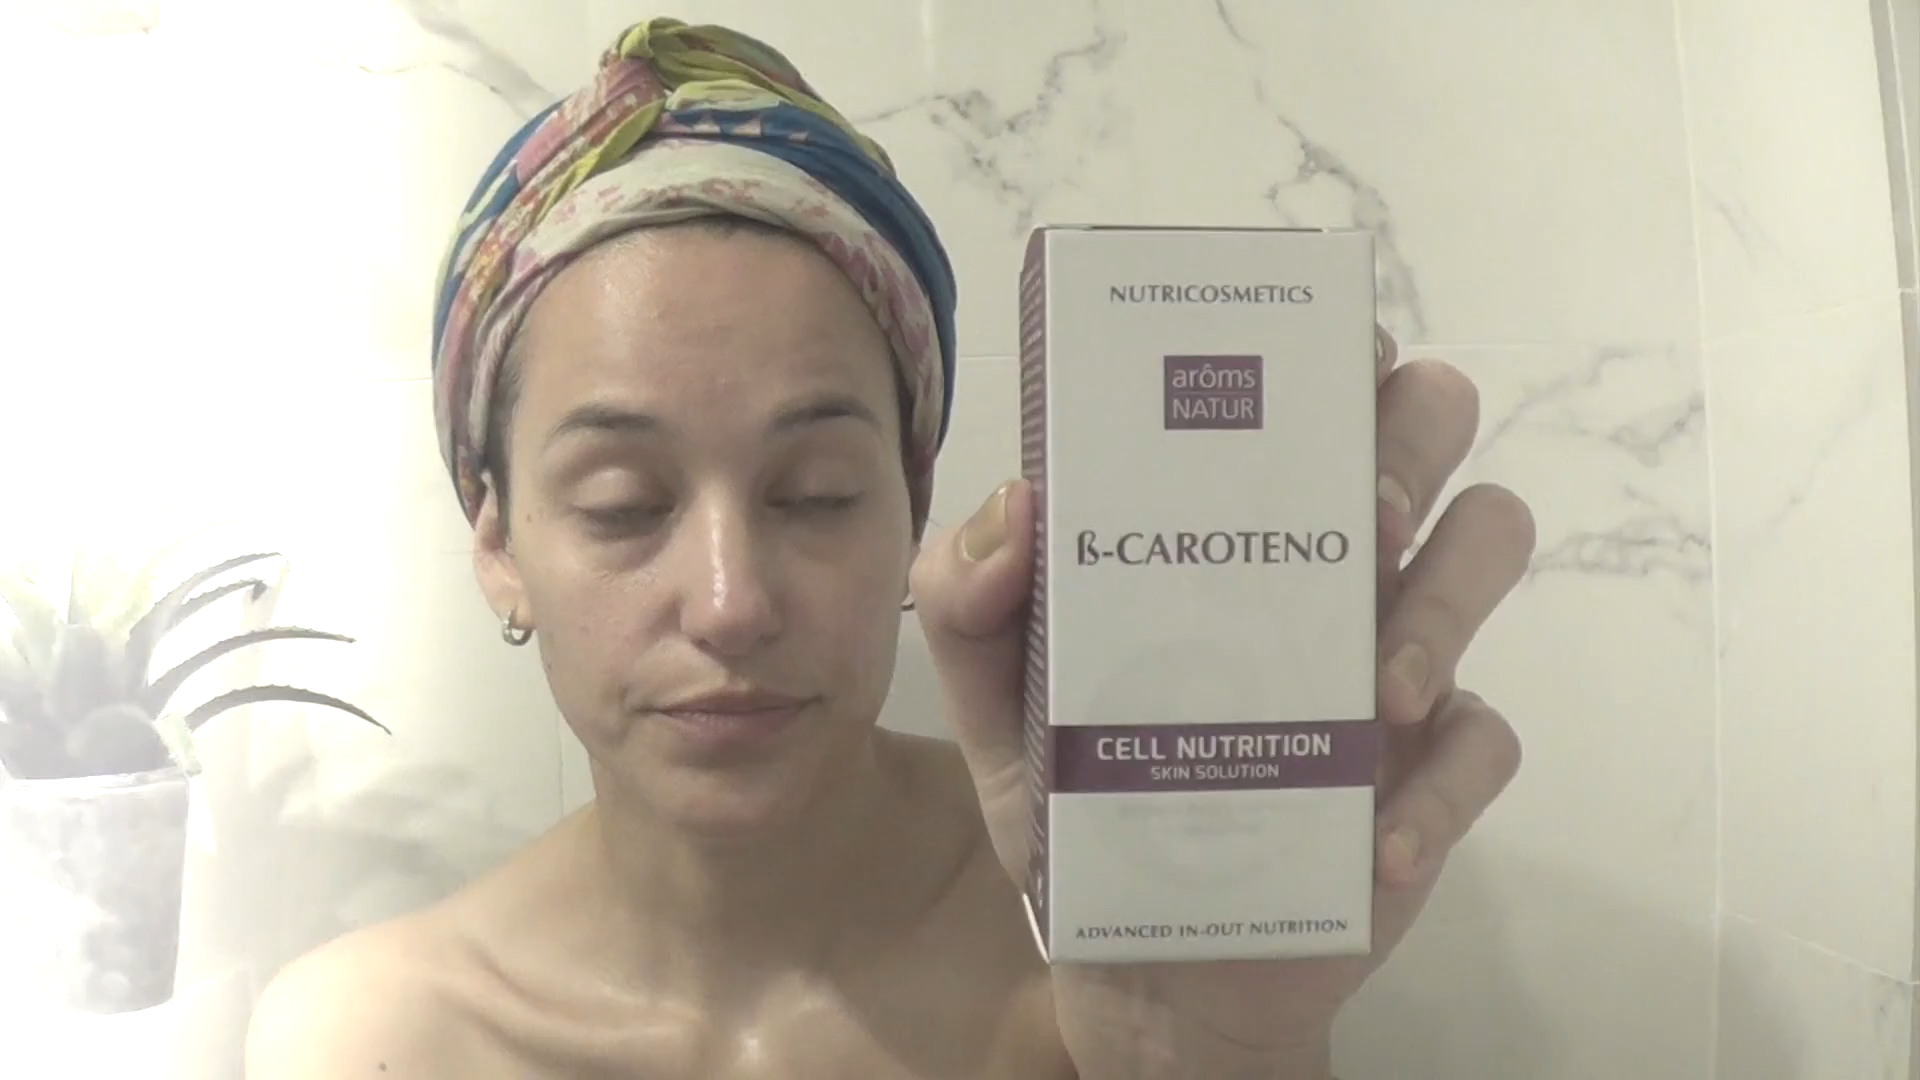 NUTRICOSMETICS
arôms
NATUR
ß-CAROTENO
CELL NUTRITION
SKIN SOLUTION
ADVANCED IN-OUT NUTRITION